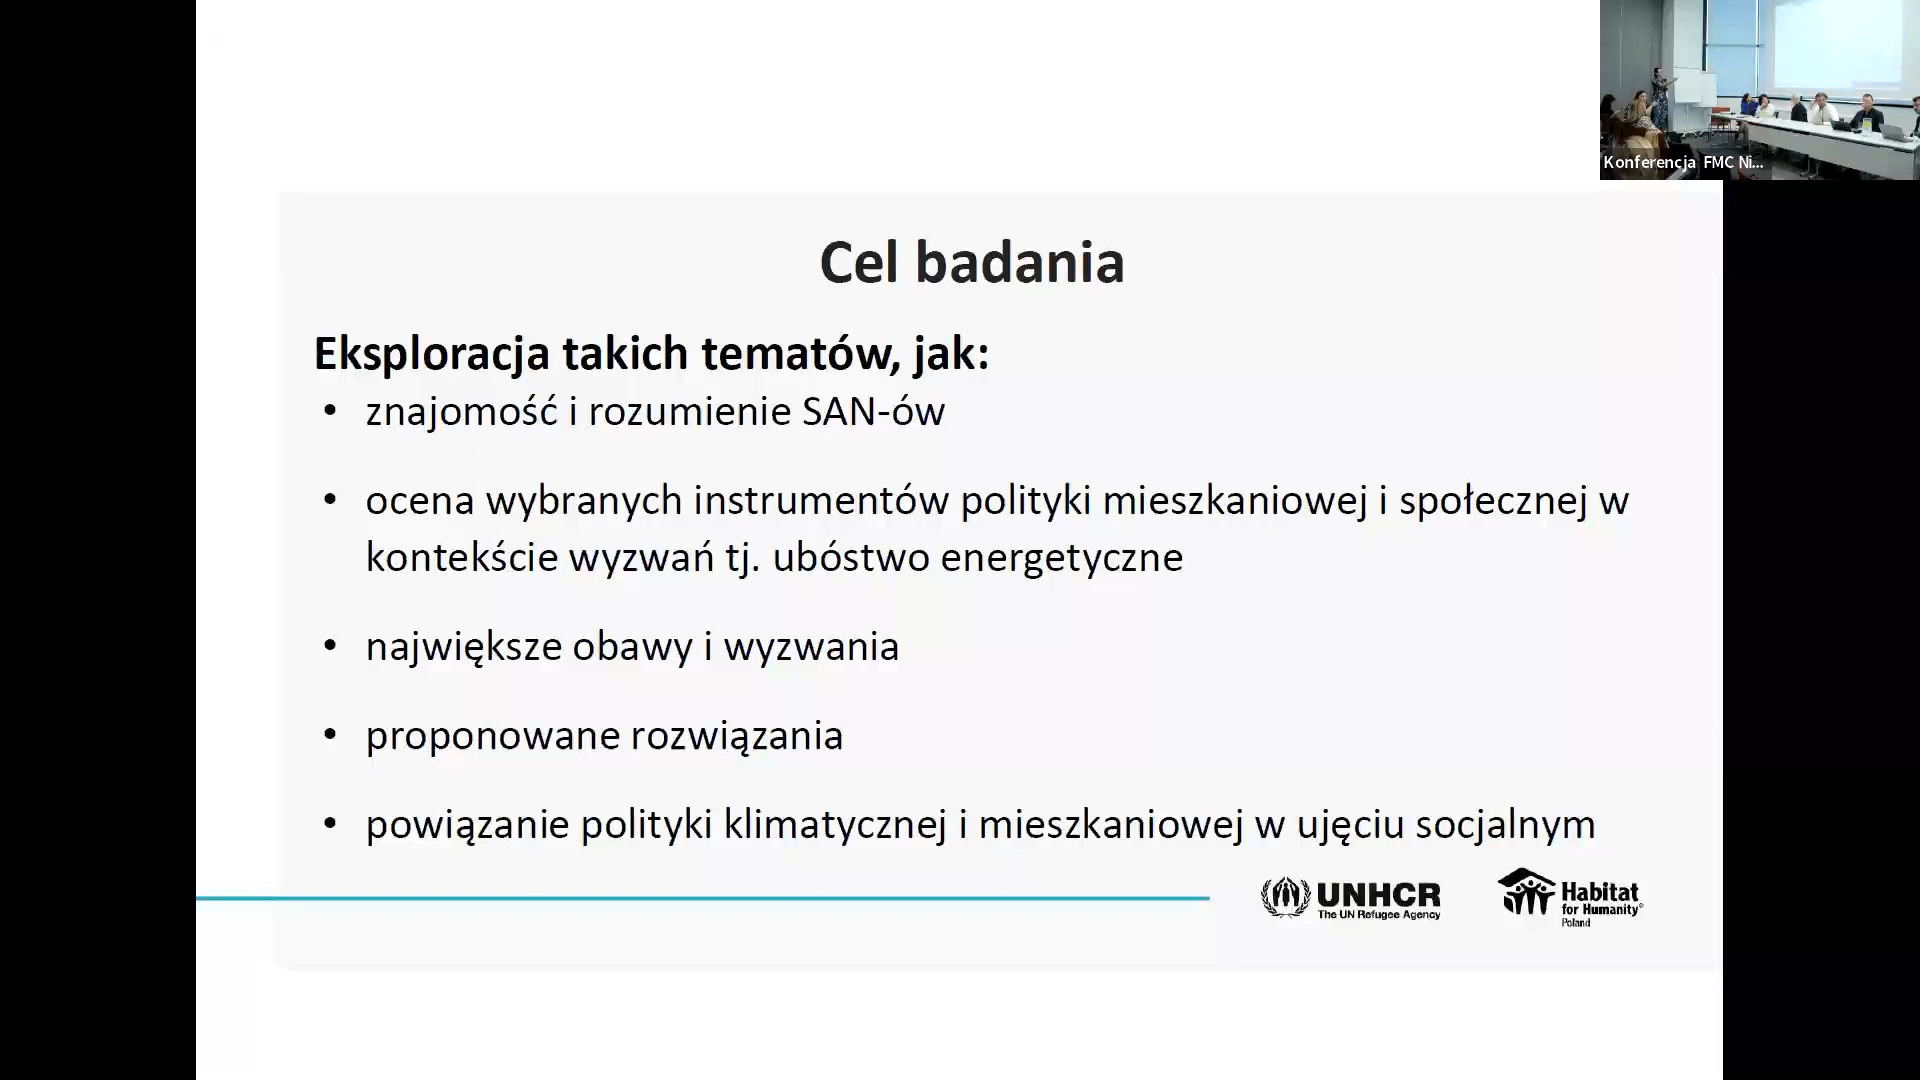 Konferencja FMC Ni...
Cel badania
Eksploracja takich tematów, jak:
• znajomość i rozumienie SAN-ów
• ocena wybranych instrumentów polityki mieszkaniowej i społecznej w
kontekście wyzwań tj. ubóstwo energetyczne
• największe obawy i wyzwania
• proponowane rozwiązania
• powiązanie polityki klimatycznej i mieszkaniowej w ujęciu socjalnym
UNHCR
The UN Refugee Agency
Habitat
for Humanity®
Poland